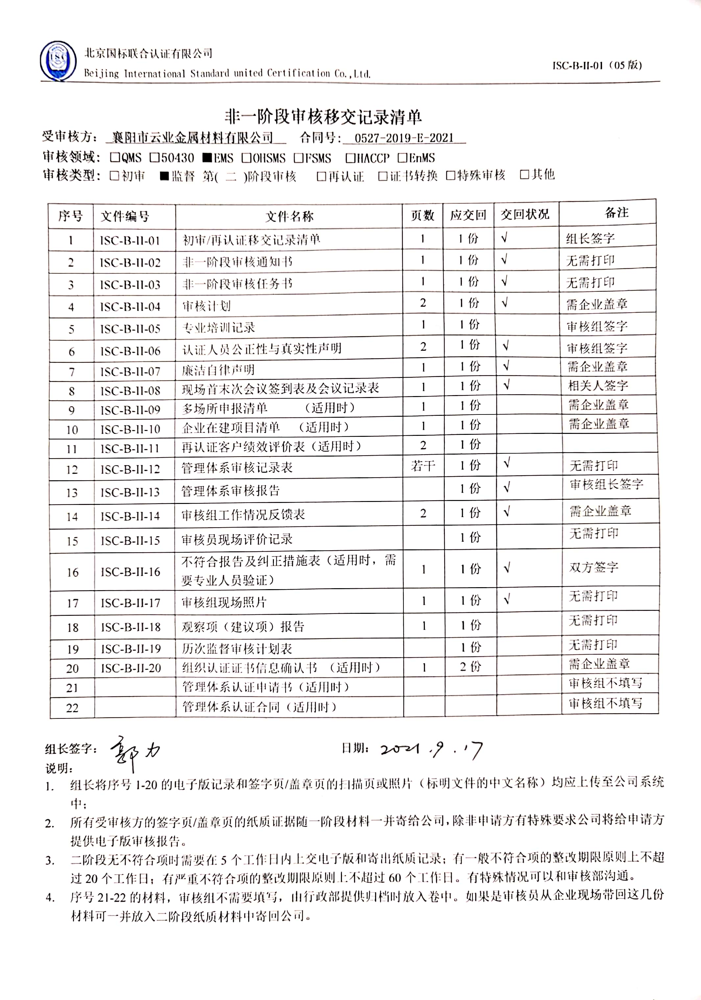 ISC
北京国标联合认证有限公司
Beijing International Standard united Certification Co.,Ltd.
ISC-B-II-01（05 版）
非一阶段审核移交记录清单
受审核方： 襄阳市云业金属材料有限公司 合同号： 0527-2019-E-2021
审核领域：□QMS □50430 ■EMS □OHSMS □FSMS □HACCP □EnMS
审核类型：□初审 ■监督 第( 二 )阶段审核 □再认证 □证书转换 □特殊审核 □其他
序号 文件编号 文件名称 页数 应交回 交回状况 备注
1 ISC-B-II-01 初审/再认证移交记录清单 1 1 份 √ 组长签字
2 ISC-B-II-02 非一阶段审核通知书 1 1 份 √ 无需打印
3 ISC-B-II-03 非一阶段审核任务书 1 1 份 √ 无需打印
4 ISC-B-II-04 审核计划 2 1 份 √ 需企业盖章
5 ISC-B-II-05 专业培训记录 1 1 份 审核组签字
6 ISC-B-II-06 认证人员公正性与真实性声明 2 1 份 √ 审核组签字
7 ISC-B-II-07 廉洁自律声明 1 1 份 √ 需企业盖章
8 ISC-B-II-08 现场首末次会议签到表及会议记录表 1 1 份 √ 相关人签字
9 ISC-B-II-09 多场所申报清单 （适用时） 1 1 份 需企业盖章
10 ISC-B-II-10 企业在建项目清单 （适用时） 1 1 份 需企业盖章
11 ISC-B-II-11 再认证客户绩效评价表（适用时） 2 1 份
12 ISC-B-II-12 管理体系审核记录表 若干 1 份 √ 无需打印
13 ISC-B-II-13 管理体系审核报告 1 份 √ 审核组长签字
14 ISC-B-II-14 审核组工作情况反馈表 2 1 份 √ 需企业盖章
15 ISC-B-II-15 审核员现场评价记录 1 份 无需打印
16 ISC-B-II-16 不符合报告及纠正措施表（适用时，需 1 1 份 √ 双方签字
要专业人员验证）
17 ISC-B-II-17 审核组现场照片 1 1 份 √ 无需打印
18 ISC-B-II-18 观察项（建议项）报告 1 1 份 无需打印
19 ISC-B-II-19 历次监督审核计划表 1 份 无需打印
20 ISC-B-II-20 组织认证证书信息确认书 （适用时） 1 2 份 需企业盖章
21 管理体系认证申请书（适用时） 审核组不填写
22 管理体系认证合同（适用时） 审核组不填写
组长签字： 郭力 日期： 2021.9.17
说明：
1. 组长将序号 1-20 的电子版记录和签字页/盖章页的扫描页或照片（标明文件的中文名称）均应上传至公司系统
中；
2. 所有受审核方的签字页/盖章页的纸质证据随一阶段材料一并寄给公司，除非申请方有特殊要求公司将给申请方
提供电子版审核报告。
3. 二阶段无不符合项时需要在 5 个工作日内上交电子版和寄出纸质记录；有一般不符合项的整改期限原则上不超
过 20 个工作日；有严重不符合项的整改期限原则上不超过 60 个工作日。有特殊情况可以和审核部沟通。
4. 序号 21-22 的材料，审核组不需要填写，由行政部提供归档时放入卷中。如果是审核员从企业现场带回这几份
材料可一并放入二阶段纸质材料中寄回公司。